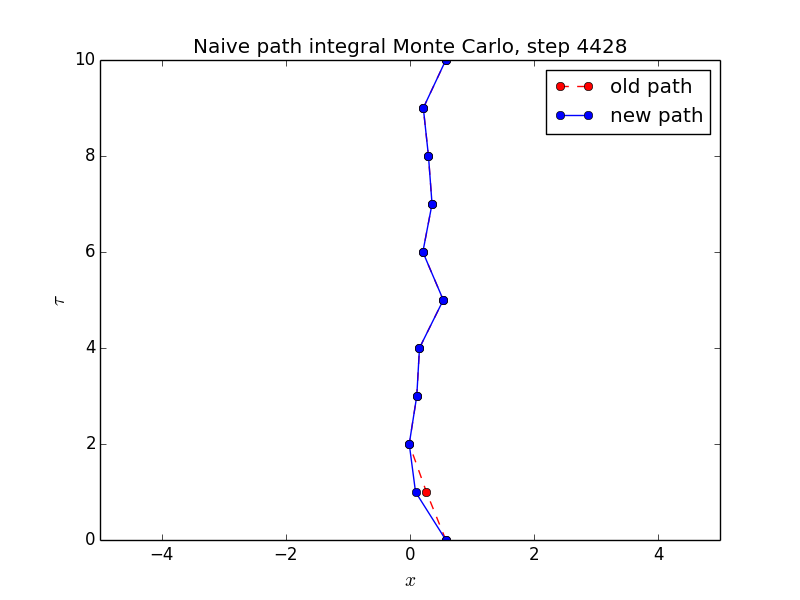 Naive path integral Monte Carlo, step 4428
10
8
6
4
2
0
τ
old path
new path
−4
−2
0
2
4
x